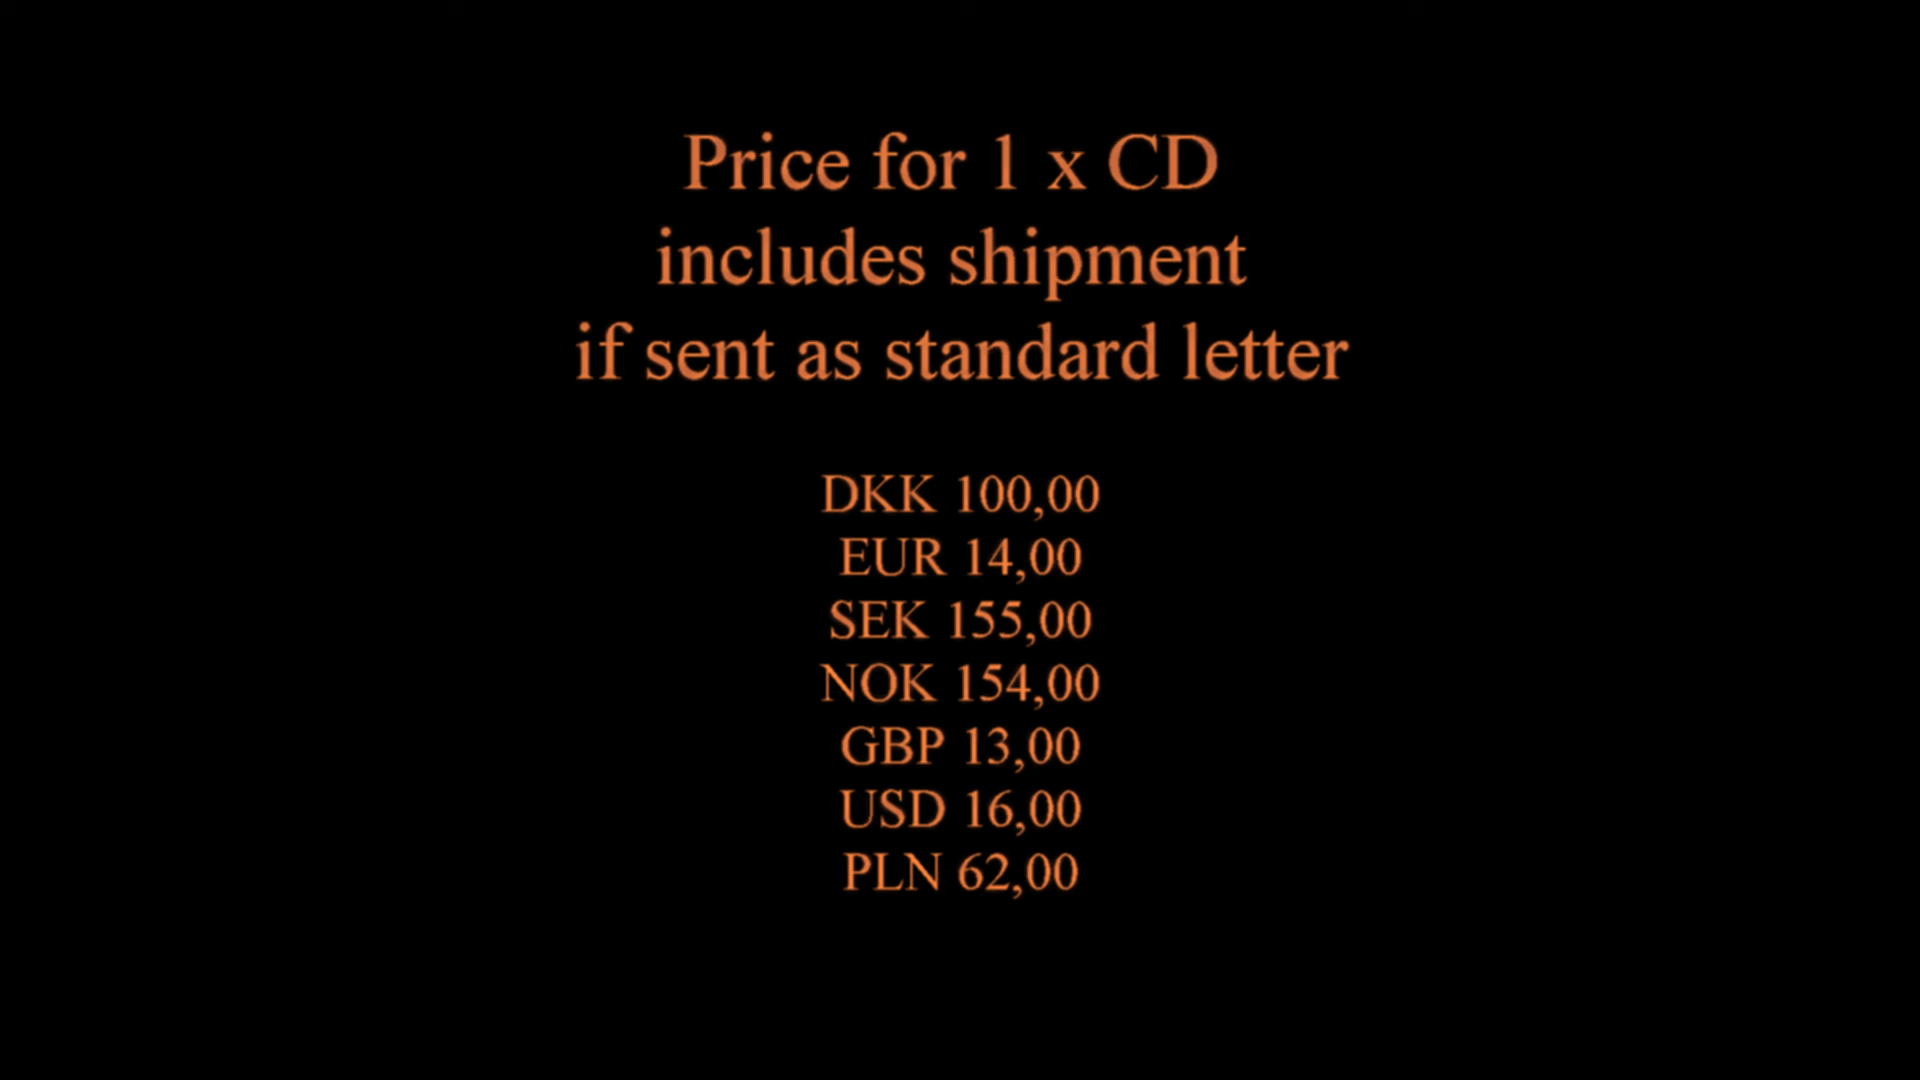 Price for 1 x CD
includes shipment
if sent as standard letter
DKK 100,00
EUR 14,00
SEK 155,00
NOK 154,00
GBP 13,00
USD 16,00
PLN 62,00